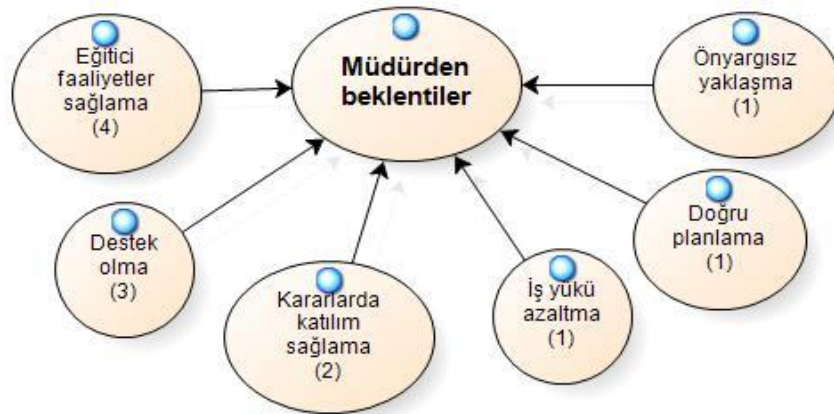 Eğitici
faaliyetler
sağlama
(4)
Müdürden
beklentiler
Önyargısız
yaklaşma
(1)
Destek
olma
(3)
Kararlarda
katılım
sağlama
(2)
İş yükü
azaltma
(1)
Doğru
planlama
(1)